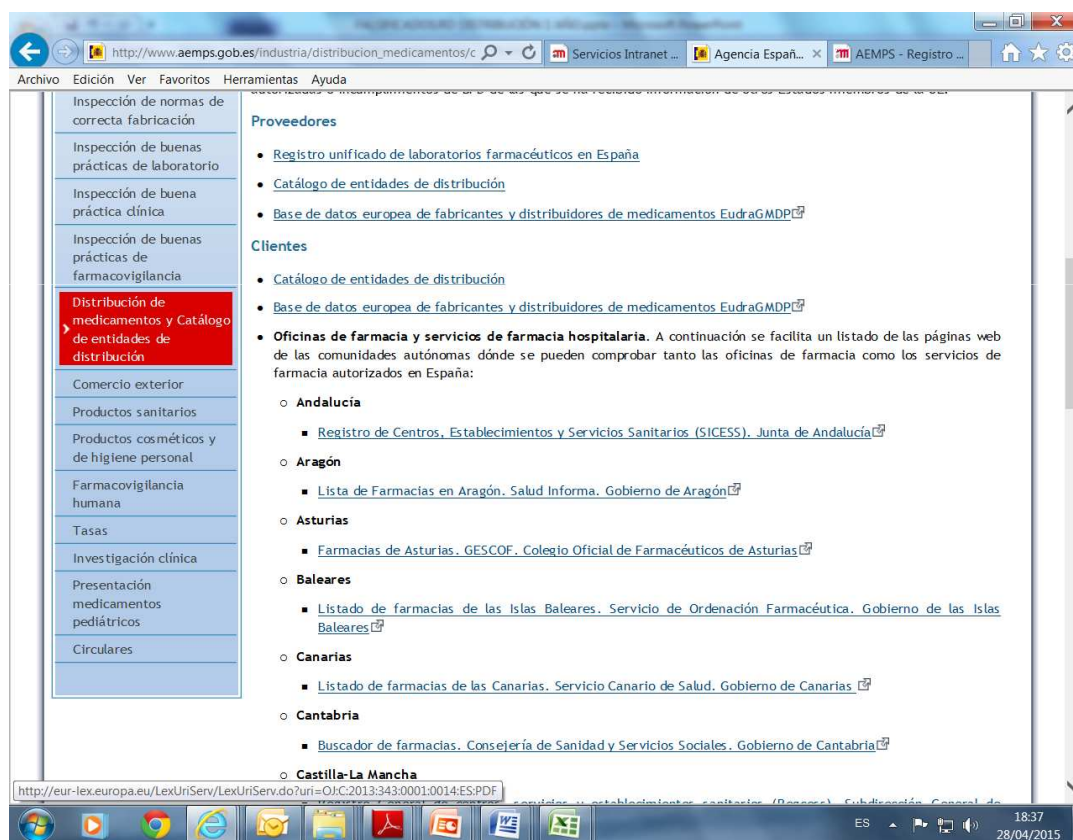 http://www.aemps.gob.es/industria/distribucion_medicamentos/c
Servicios Intranet ...
Agencia Españ...
AEMPS - Registro ...
Archivo Edición Ver Favoritos Herramientas Ayuda
Inspección de normas de
correcta fabricación
Inspección de buenas
prácticas de laboratorio
Inspección de buena
práctica clínica
Inspección de buenas
prácticas de
farmacovigilancia
Distribución de
medicamentos y Catálogo
de entidades de
distribución
Comercio exterior
Productos sanitarios
Productos cosméticos y
de higiene personal
Farmacovigilancia
humana
Tasas
Investigación clínica
Presentación
medicamentos
pediátricos
Circulares
Proveedores
Registro unificado de laboratorios farmacéuticos en España
Catálogo de entidades de distribución
Base de datos europea de fabricantes y distribuidores de medicamentos EudraGMDP
Clientes
Catálogo de entidades de distribución
Base de datos europea de fabricantes y distribuidores de medicamentos EudraGMDP
Oficinas de farmacia y servicios de farmacia hospitalaria. A continuación se facilita un listado de las páginas web
de las comunidades autónomas dónde se pueden comprobar tanto las oficinas de farmacia como los servicios de
farmacia autorizados en España:
Andalucía
Registro de Centros, Establecimientos y Servicios Sanitarios (SICESS). Junta de Andalucía
Aragón
Lista de Farmacias en Aragón. Salud Informa. Gobierno de Aragón
Asturias
Farmacias de Asturias. GESCOF. Colegio Oficial de Farmacéuticos de Asturias
Baleares
Listado de farmacias de las Islas Baleares. Servicio de Ordenación Farmacéutica. Gobierno de las Islas
Baleares
Canarias
Listado de farmacias de las Canarias. Servicio Canario de Salud. Gobierno de Canarias
Cantabria
Buscador de farmacias. Consejería de Sanidad y Servicios Sociales. Gobierno de Cantabria
Castilla-La Mancha
http://eur-lex.europa.eu/LexUriServ/LexUriServ.do?uri=OJ:C:2013:343:0001:0014:ES:PDF
ES
18:37
28/04/2015